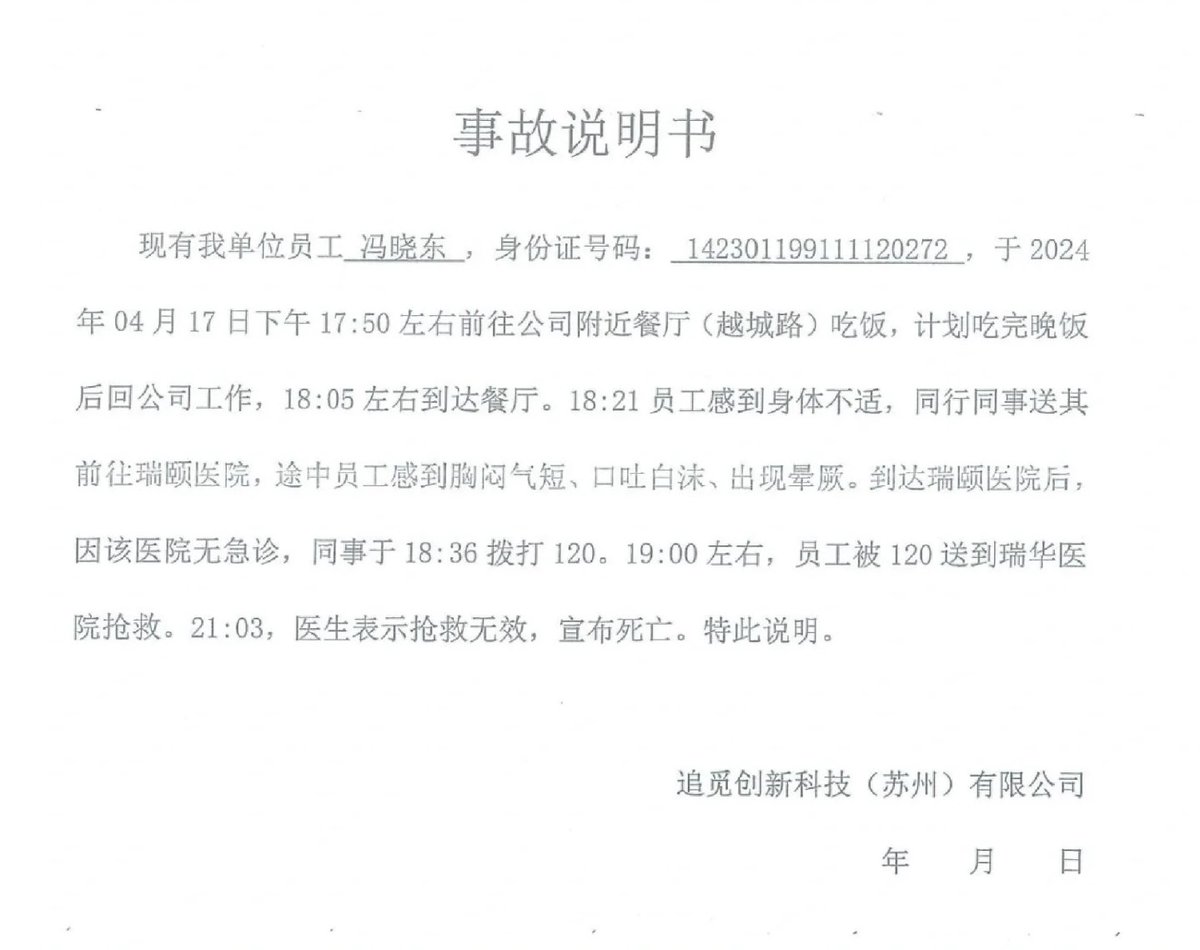 事故说明书
现有我单位员工 冯晓东 ，身份证号码： 142301199111120272 ，于 2024
年 04 月 17 日下午 17:50 左右前往公司附近餐厅（越城路）吃饭，计划吃完晚饭
后回公司工作，18:05 左右到达餐厅。18:21 员工感到身体不适，同行同事送其
前往瑞颐医院，途中员工感到胸闷气短、口吐白沫、出现晕厥。到达瑞颐医院后，
因该医院无急诊，同事于 18:36 拨打 120。19:00 左右，员工被 120 送到瑞华医
院抢救。21:03，医生表示抢救无效，宣布死亡。特此说明。
追觅创新科技（苏州）有限公司
年 月 日